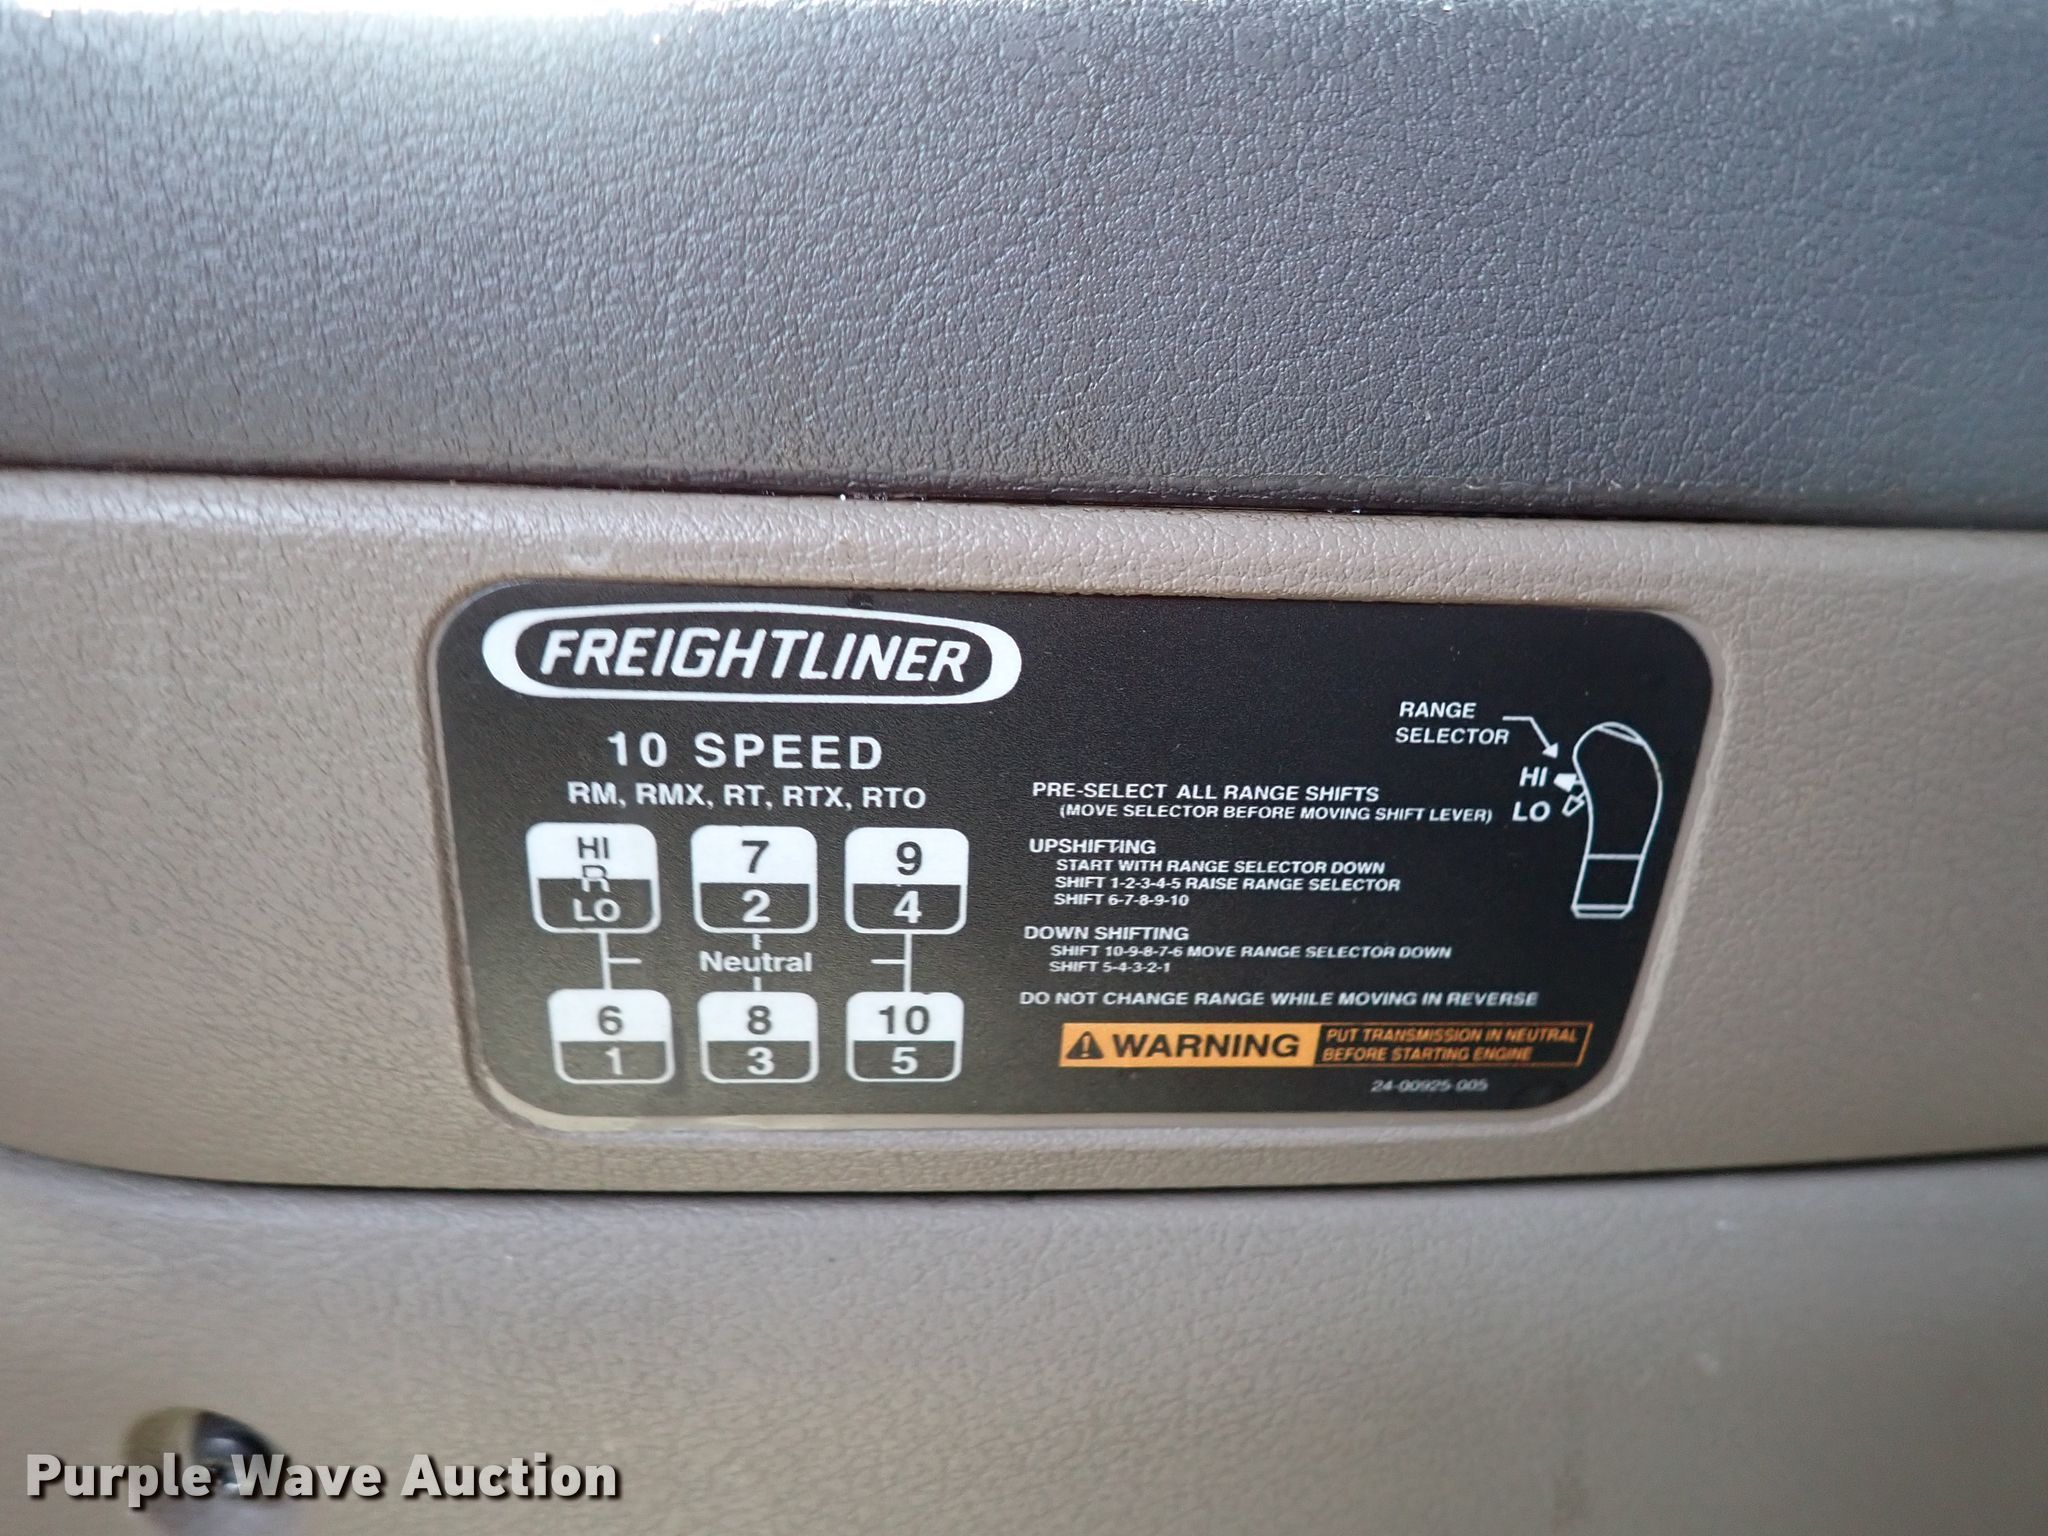 FREIGHTLINER
10 SPEED
RM, RMX, RT, RTX, RTO
HI 7 9
R
LO 2 4
Neutral
6 8 10
1 3 5
RANGE
SELECTOR
HI
LO
PRE-SELECT ALL RANGE SHIFTS
(MOVE SELECTOR BEFORE MOVING SHIFT LEVER)
UPSHIFTING
START WITH RANGE SELECTOR DOWN
SHIFT 1-2-3-4-5 RAISE RANGE SELECTOR
SHIFT 6-7-8-9-10
DOWN SHIFTING
SHIFT 10-9-8-7-6 MOVE RANGE SELECTOR DOWN
SHIFT 5-4-3-2-1
DO NOT CHANGE RANGE WHILE MOVING IN REVERSE
WARNING
PUT TRANSMISSION IN NEUTRAL
BEFORE STARTING ENGINE
24-00925-005
Purple Wave Auction